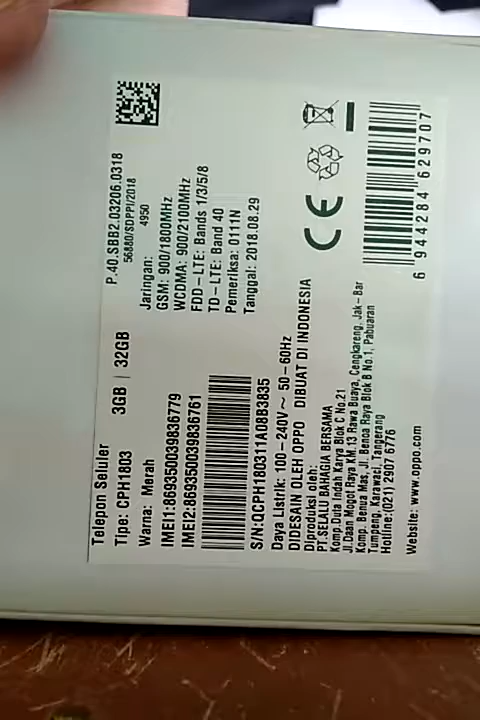 Telepon Seluler
Tipe: CPH1803 3GB | 32GB
Warna: Merah
IMEI1:869350039836779
IMEI2:869350039836761
P.40.SBB2.03206.0318
56880/SDPPI/2018
4950
Jaringan:
GSM: 900/1800MHz
WCDMA: 900/2100MHz
FDD-LTE: Bands 1/3/5/8
TD-LTE: Band 40
Pemeriksa: 0111N
Tanggal: 2018.08.29
S/N:QCPH180311A08B3835
Daya Listrik: 100-240V~ 50-60Hz
DIDESAIN OLEH OPPO DIBUAT DI INDONESIA
Diproduksi oleh:
PT.SELALU BAHAGIA BERSAMA
Komp.Duta Indah Karya Blok C No.21
Jl.Daan Mogot Raya KM.13 Rawa Buaya, Cengkareng, Jak-Bar
Komp. Benua Mas, Jl. Benoa Raya Blok B No.1, Pabuaran
Tumpeng, Karawaci, Tangerang
Hotline:(021) 2907 6776
Website: www.oppo.com
CE
6 944284 629707